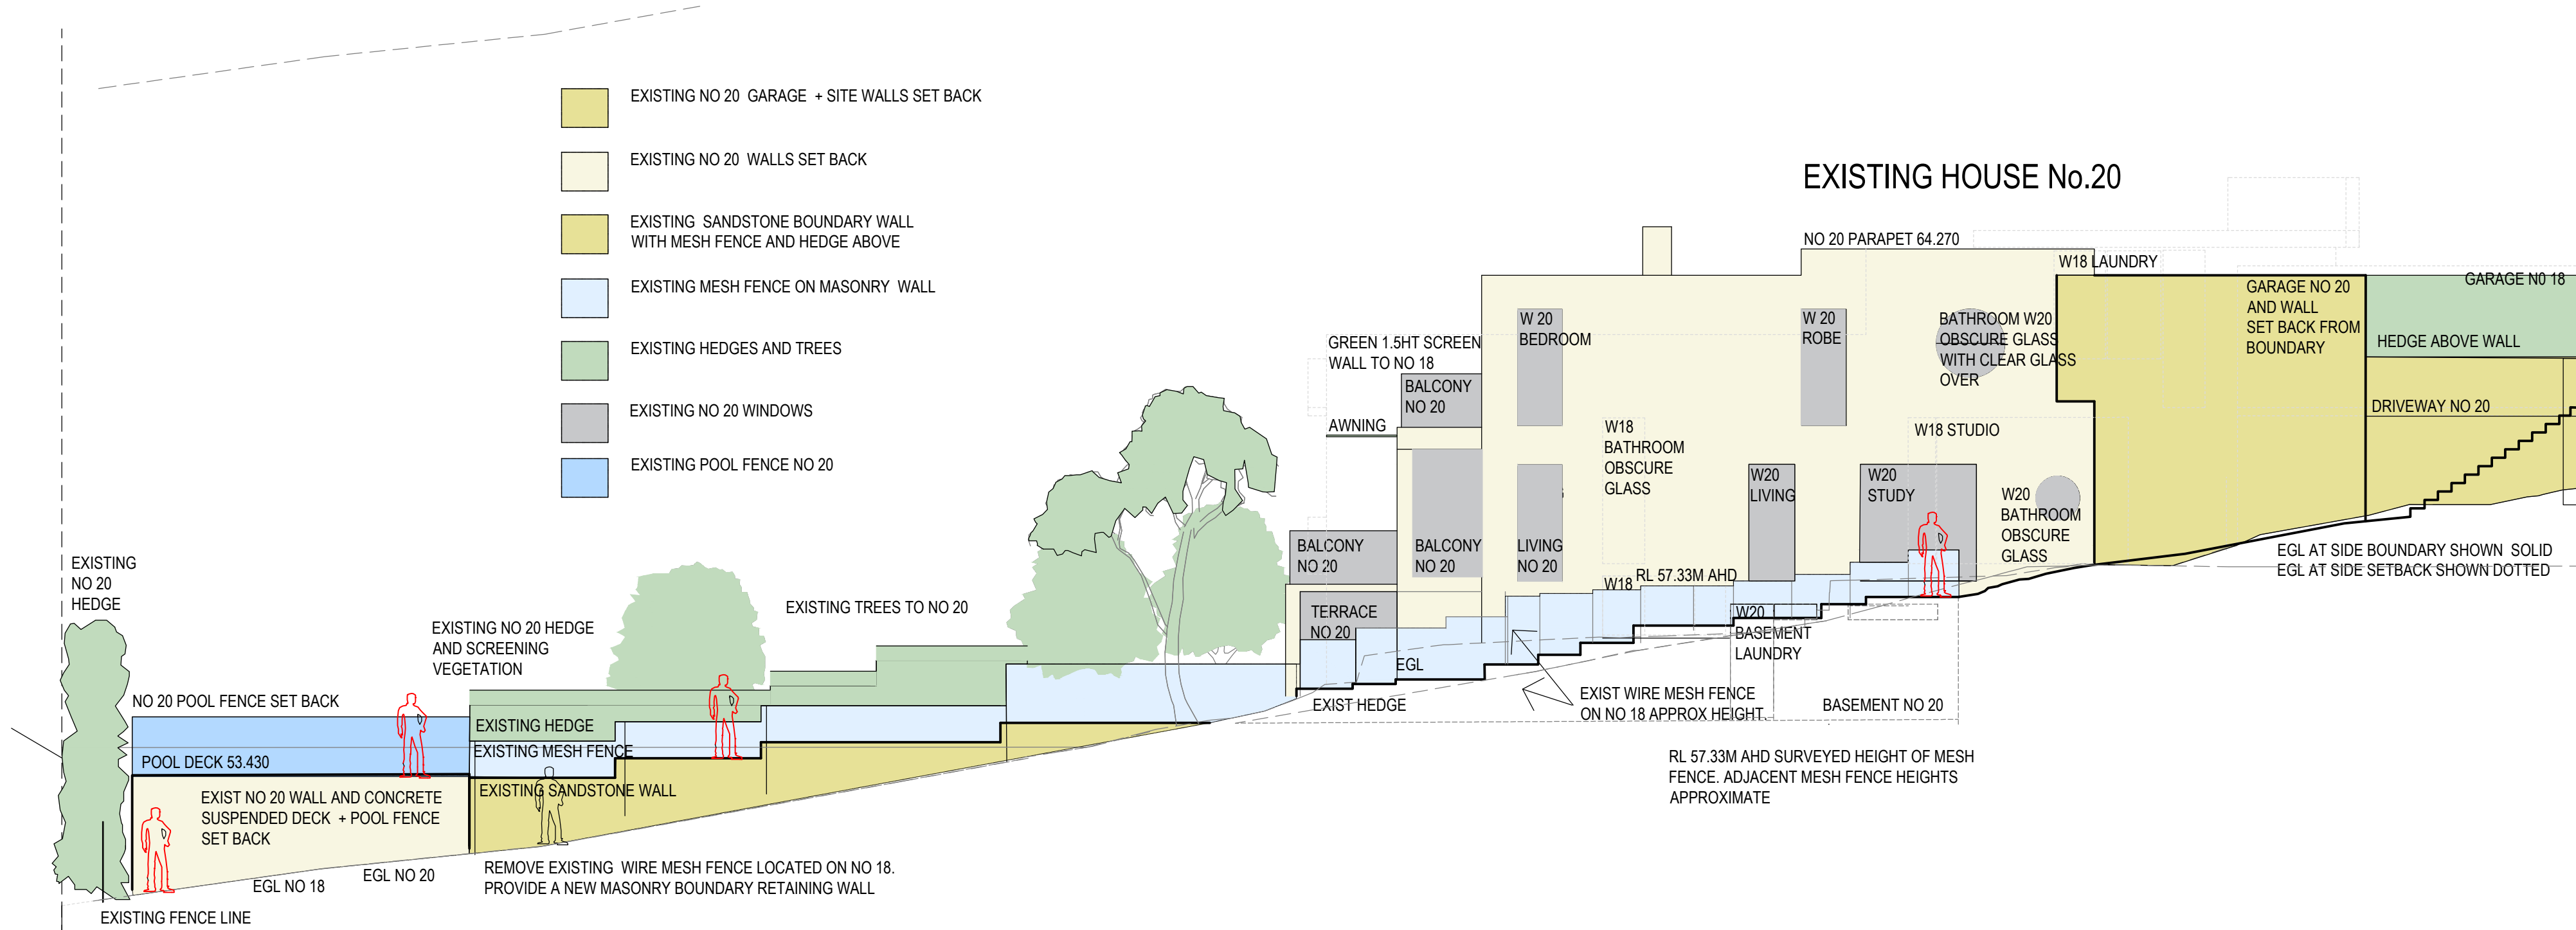 EXISTING NO 20 GARAGE + SITE WALLS SET BACK
EXISTING NO 20 WALLS SET BACK
EXISTING SANDSTONE BOUNDARY WALL
WITH MESH FENCE AND HEDGE ABOVE
EXISTING MESH FENCE ON MASONRY WALL
EXISTING HEDGES AND TREES
EXISTING NO 20 WINDOWS
EXISTING POOL FENCE NO 20
EXISTING HOUSE No.20
NO 20 PARAPET 64.270
W18 LAUNDRY
GARAGE N0 18
GARAGE NO 20
AND WALL
SET BACK FROM
BOUNDARY
HEDGE ABOVE WALL
DRIVEWAY NO 20
W 20
BEDROOM
W 20
ROBE
BATHROOM W20
OBSCURE GLASS
WITH CLEAR GLASS
OVER
GREEN 1.5HT SCREEN
WALL TO NO 18
BALCONY
NO 20
AWNING
W18
BATHROOM
OBSCURE
GLASS
W18 STUDIO
W20
LIVING
W20
STUDY
W20
BATHROOM
OBSCURE
GLASS
BALCONY
NO 20
BALCONY
NO 20
LIVING
NO 20
EGL AT SIDE BOUNDARY SHOWN SOLID
EGL AT SIDE SETBACK SHOWN DOTTED
RL 57.33M AHD
W18
TERRACE
NO 20
W20
BASEMENT
LAUNDRY
EGL
EXIST HEDGE
EXIST WIRE MESH FENCE
ON NO 18 APPROX HEIGHT.
BASEMENT NO 20
RL 57.33M AHD SURVEYED HEIGHT OF MESH
FENCE. ADJACENT MESH FENCE HEIGHTS
APPROXIMATE
EXISTING
NO 20
HEDGE
EXISTING NO 20 HEDGE
AND SCREENING
VEGETATION
EXISTING TREES TO NO 20
NO 20 POOL FENCE SET BACK
EXISTING HEDGE
EXISTING MESH FENCE
POOL DECK 53.430
EXISTING SANDSTONE WALL
EXIST NO 20 WALL AND CONCRETE
SUSPENDED DECK + POOL FENCE
SET BACK
EGL NO 18
EGL NO 20
REMOVE EXISTING WIRE MESH FENCE LOCATED ON NO 18.
PROVIDE A NEW MASONRY BOUNDARY RETAINING WALL
EXISTING FENCE LINE